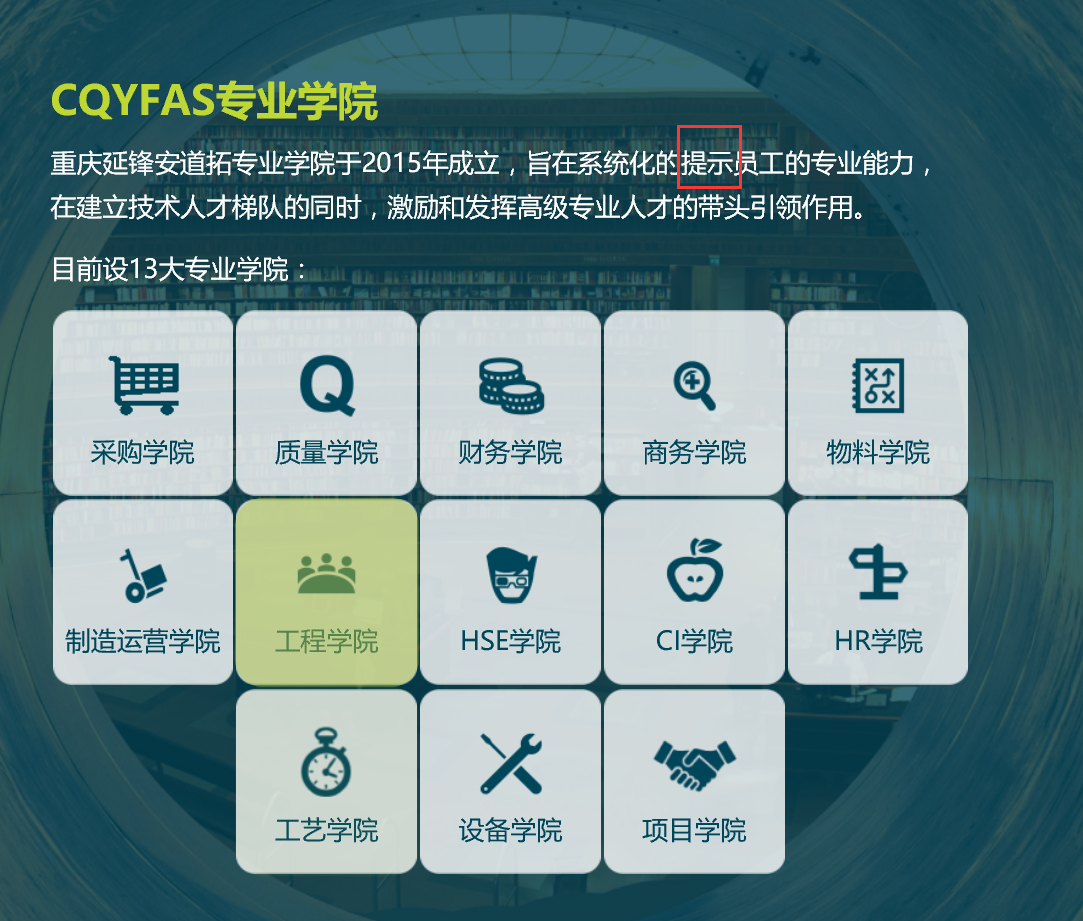 CQYFAS专业学院
重庆延锋安道拓专业学院于2015年成立，旨在系统化的提示员工的专业能力，
在建立技术人才梯队的同时，激励和发挥高级专业人才的带头引领作用。
目前设13大专业学院：
Q
采购学院 质量学院 财务学院 商务学院 物料学院
制造运营学院 工程学院 HSE学院 CI学院 HR学院
工艺学院 设备学院 项目学院